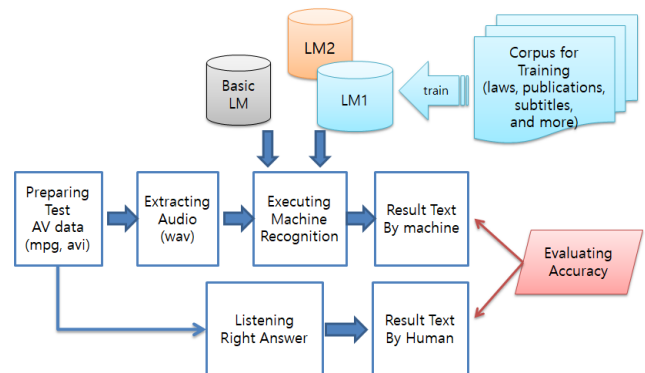 LM2
Basic
LM
LM1
train
Corpus for
Training
(laws, publications,
subtitles,
and more)
Preparing
Test
AV data
(mpg, avi)
Extracting
Audio
(wav)
Executing
Machine
Recognition
Result Text
By machine
Evaluating
Accuracy
Listening
Right Answer
Result Text
By Human